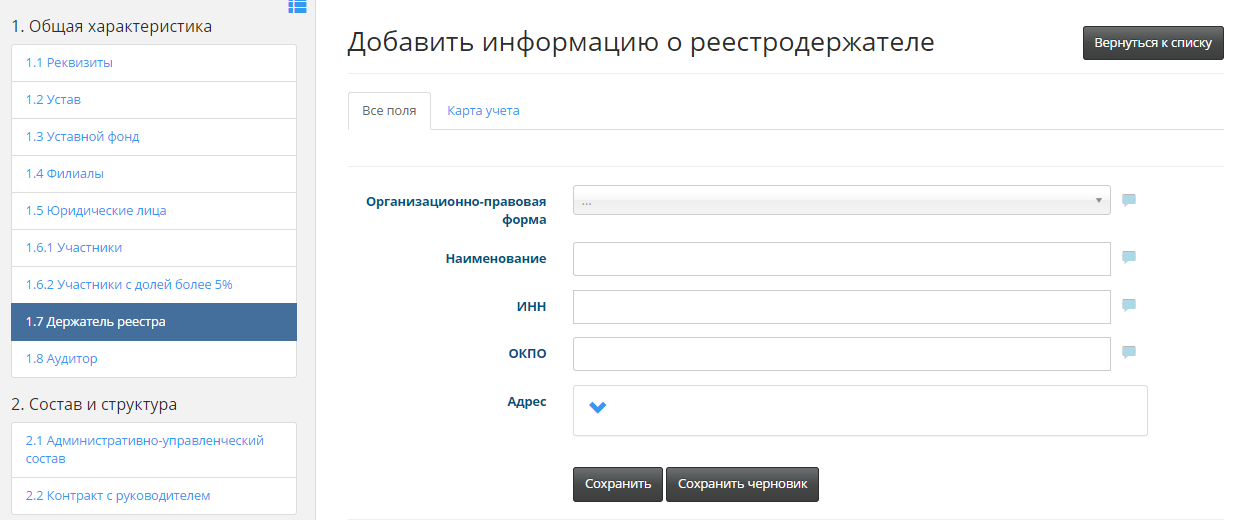 1. Общая характеристика
1.1 Реквизиты
1.2 Устав
1.3 Уставной фонд
1.4 Филиалы
1.5 Юридические лица
1.6.1 Участники
1.6.2 Участники с долей более 5%
1.7 Держатель реестра
1.8 Аудитор
2. Состав и структура
2.1 Административно-управленческий
состав
2.2 Контракт с руководителем
Добавить информацию о реестродержателе
Вернуться к списку
Все поля
Карта учета
Организационно-правовая
форма
...
Наименование
ИНН
ОКПО
Адрес
Сохранить
Сохранить черновик